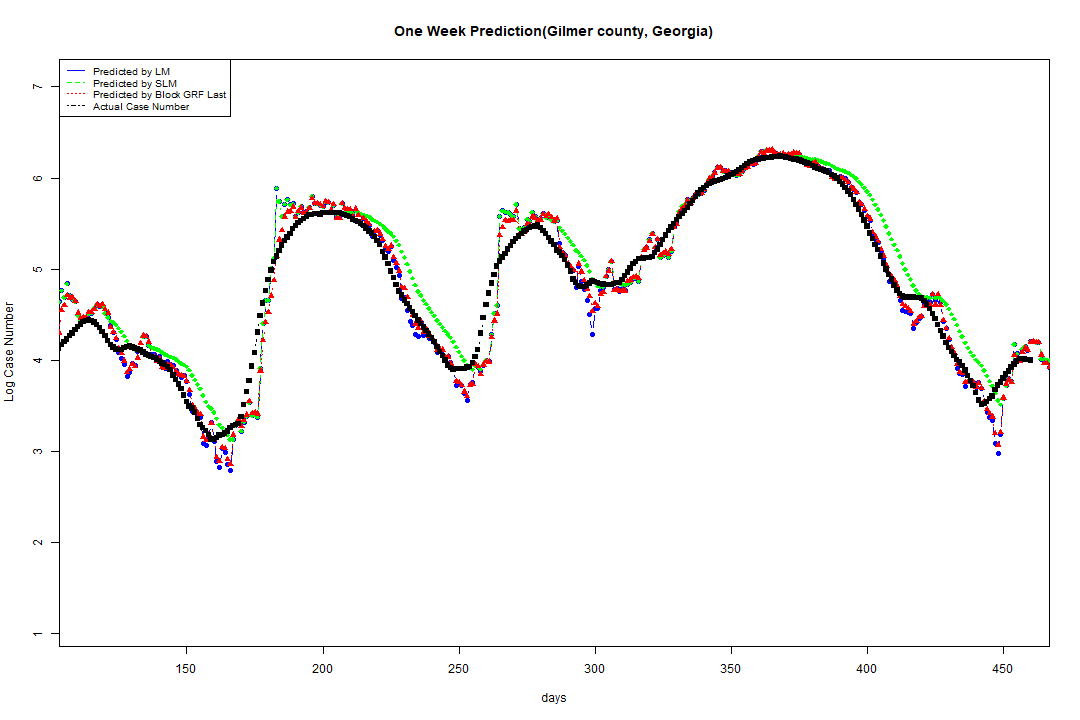 One Week Prediction(Gilmer county, Georgia)
Predicted by LM
Predicted by SLM
Predicted by Block GRF Last
Actual Case Number
7
6
5
4
3
2
1
Log Case Number
150 200 250 300 350 400 450
days